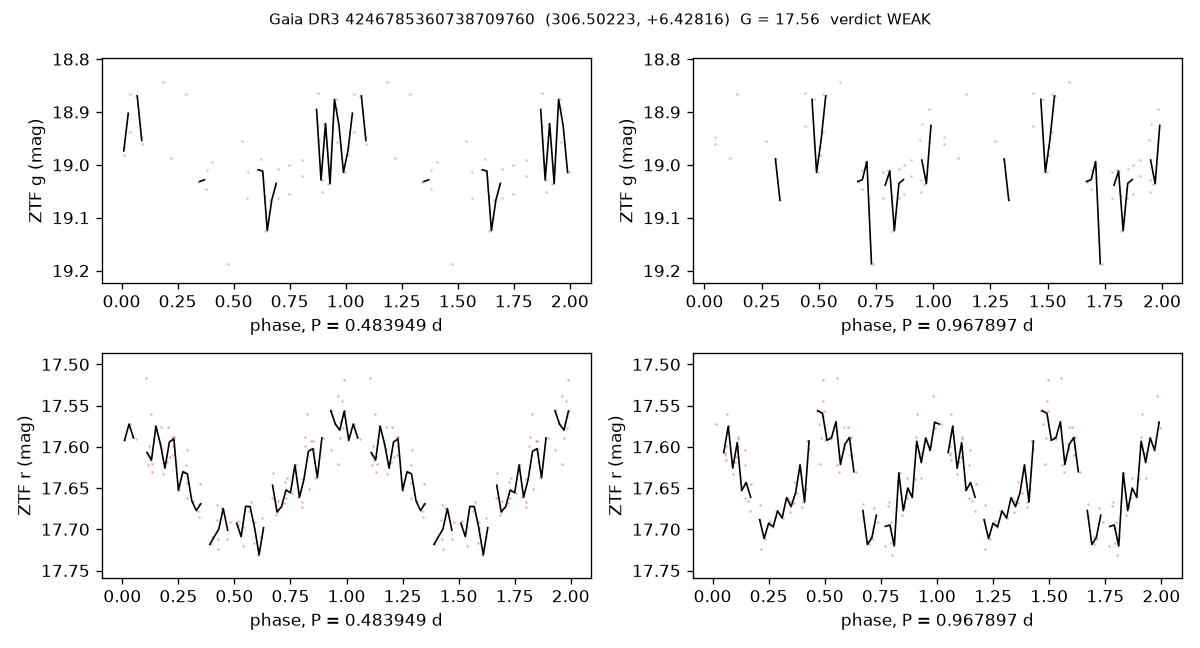 Gaia DR3 4246785360738709760 (306.50223, +6.42816) G = 17.56 verdict WEAK
ZTF g (mag)
18.8
18.9
19.0
19.1
19.2
0.00 0.25 0.50 0.75 1.00 1.25 1.50 1.75 2.00
phase, P = 0.483949 d
ZTF g (mag)
18.8
18.9
19.0
19.1
19.2
0.00 0.25 0.50 0.75 1.00 1.25 1.50 1.75 2.00
phase, P = 0.967897 d
ZTF r (mag)
17.50
17.55
17.60
17.65
17.70
17.75
0.00 0.25 0.50 0.75 1.00 1.25 1.50 1.75 2.00
phase, P = 0.483949 d
ZTF r (mag)
17.50
17.55
17.60
17.65
17.70
17.75
0.00 0.25 0.50 0.75 1.00 1.25 1.50 1.75 2.00
phase, P = 0.967897 d